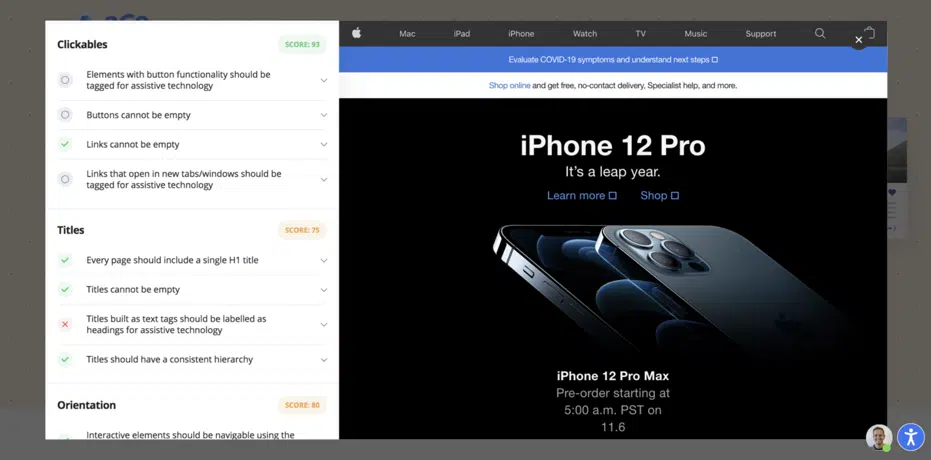 Clickables
SCORE: 93
Elements with button functionality should be
tagged for assistive technology
Buttons cannot be empty
Links cannot be empty
Links that open in new tabs/windows should be
tagged for assistive technology
Titles
SCORE: 75
Every page should include a single H1 title
Titles cannot be empty
Titles built as text tags should be labelled as
headings for assistive technology
Titles should have a consistent hierarchy
Orientation
SCORE: 80
Interactive elements should be navigable using the
Mac iPad iPhone Watch TV Music Support
Evaluate COVID-19 symptoms and understand next steps
Shop online and get free, no-contact delivery, Specialist help, and more.
iPhone 12 Pro
It's a leap year.
Learn more Shop
iPhone 12 Pro Max
Pre-order starting at
5:00 a.m. PST on
11.6